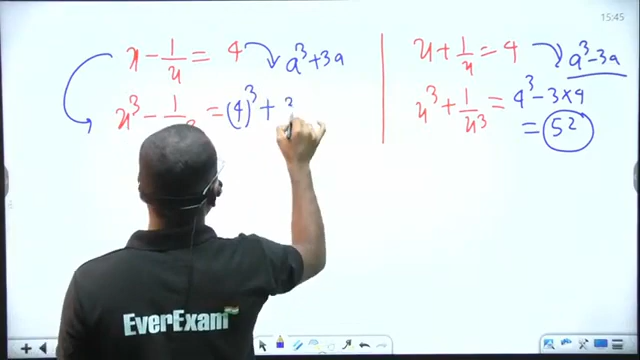 15:45
x - 1/x = 4
a³+3a
x³ - 1/x³ = (4)³ + 3
x + 1/x = 4
a³-3a
x³ + 1/x³ = 4³ - 3×4
= 52
EverExam